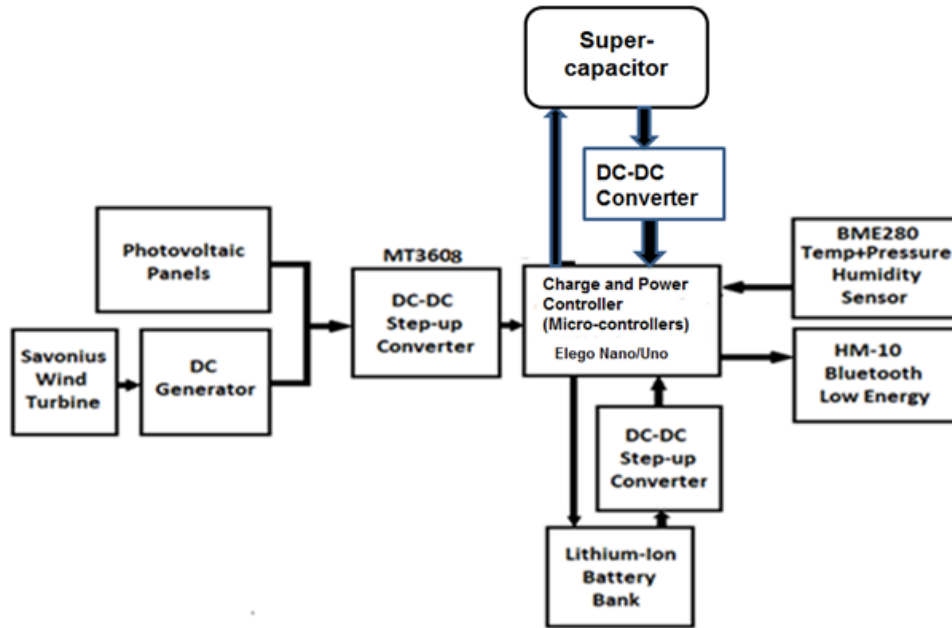 Super-
capacitor
DC-DC
Converter
Photovoltaic
Panels
MT3608
DC-DC
Step-up
Converter
Charge and Power
Controller
(Micro-controllers)
Elego Nano/Uno
BME280
Temp+Pressure
Humidity
Sensor
Savonius
Wind
Turbine
DC
Generator
HM-10
Bluetooth
Low Energy
DC-DC
Step-up
Converter
Lithium-Ion
Battery
Bank